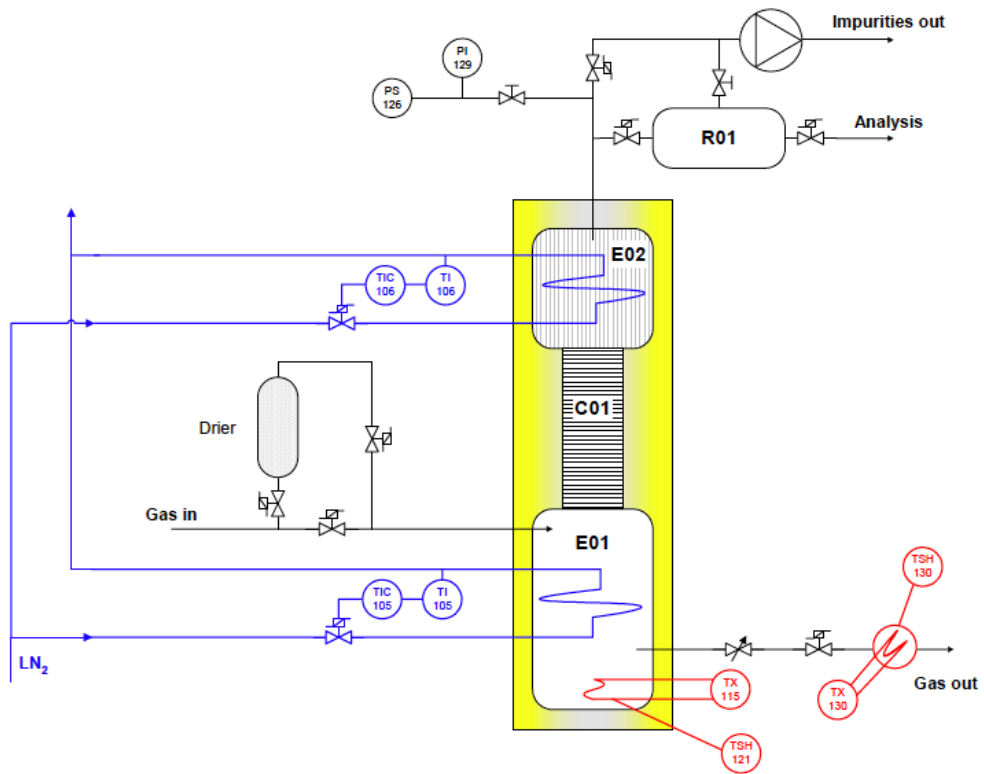 Impurities out
PI
129
PS
126
R01
Analysis
E02
TIC
106
TI
106
C01
Drier
Gas in
E01
TIC
105
TI
105
TSH
130
LN2
TX
115
TX
130
Gas out
TSH
121